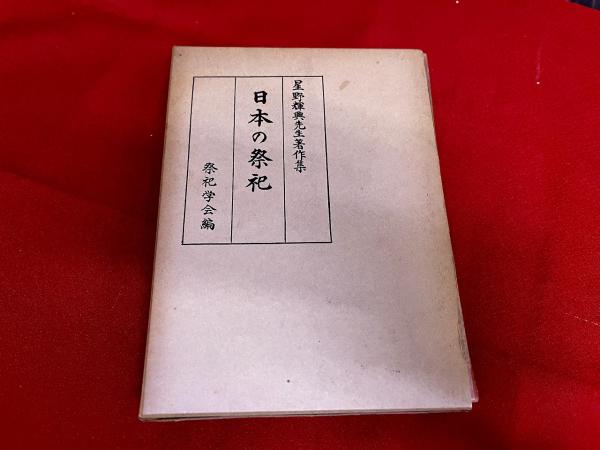 星野輝興先生著作集
日本の祭祀
祭祀学会編